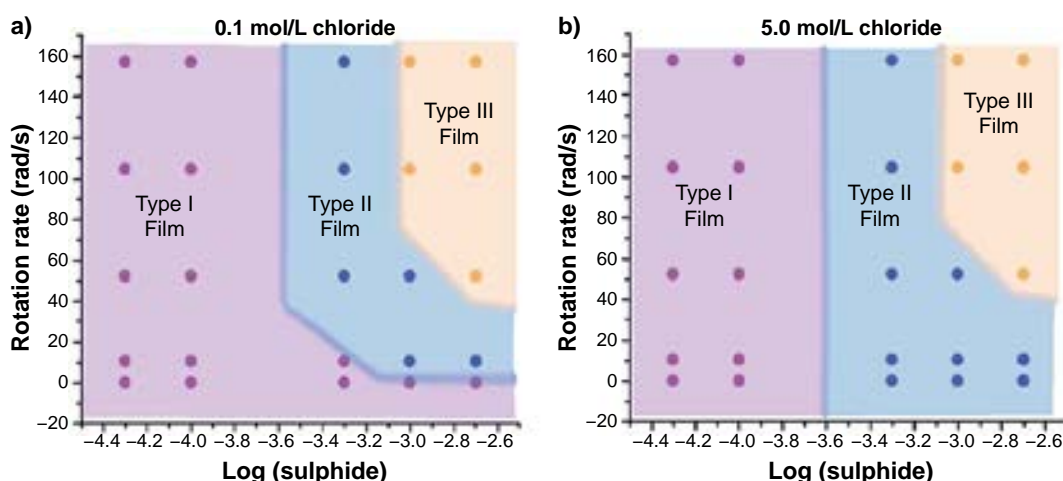 a)
0.1 mol/L chloride
Rotation rate (rad/s)
160
140
120
100
80
60
40
20
0
–20
Type I
Film
Type II
Film
Type III
Film
–4.4 –4.2 –4.0 –3.8 –3.6 –3.4 –3.2 –3.0 –2.8 –2.6
Log (sulphide)
b)
5.0 mol/L chloride
Rotation rate (rad/s)
160
140
120
100
80
60
40
20
0
–20
Type I
Film
Type II
Film
Type III
Film
–4.4 –4.2 –4.0 –3.8 –3.6 –3.4 –3.2 –3.0 –2.8 –2.6
Log (sulphide)